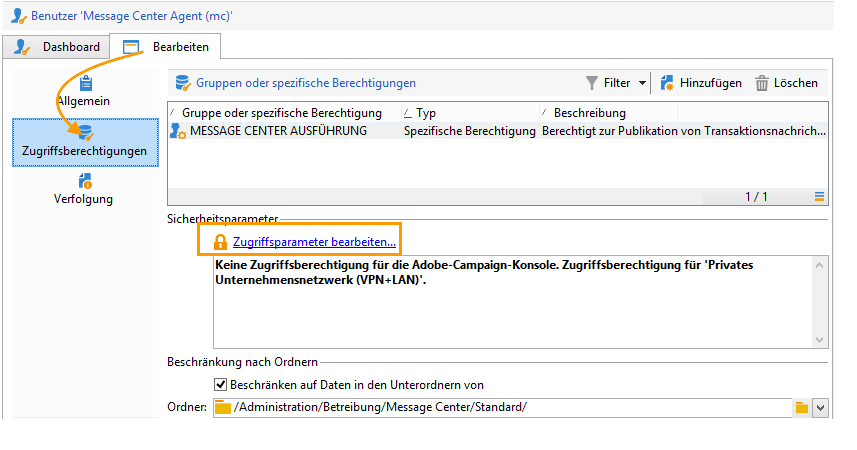 Benutzer 'Message Center Agent (mc)'
Dashboard
Bearbeiten
Allgemein
Zugriffsberechtigungen
Verfolgung
Gruppen oder spezifische Berechtigungen
Filter
Hinzufügen
Löschen
Gruppe oder spezifische Berechtigung Typ Beschreibung
MESSAGE CENTER AUSFÜHRUNG Spezifische Berechtigung Berechtigt zur Publikation von Transaktionsnachrich...
1 / 1
Sicherheitsparameter
Zugriffsparameter bearbeiten...
Keine Zugriffsberechtigung für die Adobe-Campaign-Konsole. Zugriffsberechtigung für 'Privates
Unternehmensnetzwerk (VPN+LAN)'.
Beschränkung nach Ordnern
Beschränken auf Daten in den Unterordnern von
Ordner: /Administration/Betreibung/Message Center/Standard/